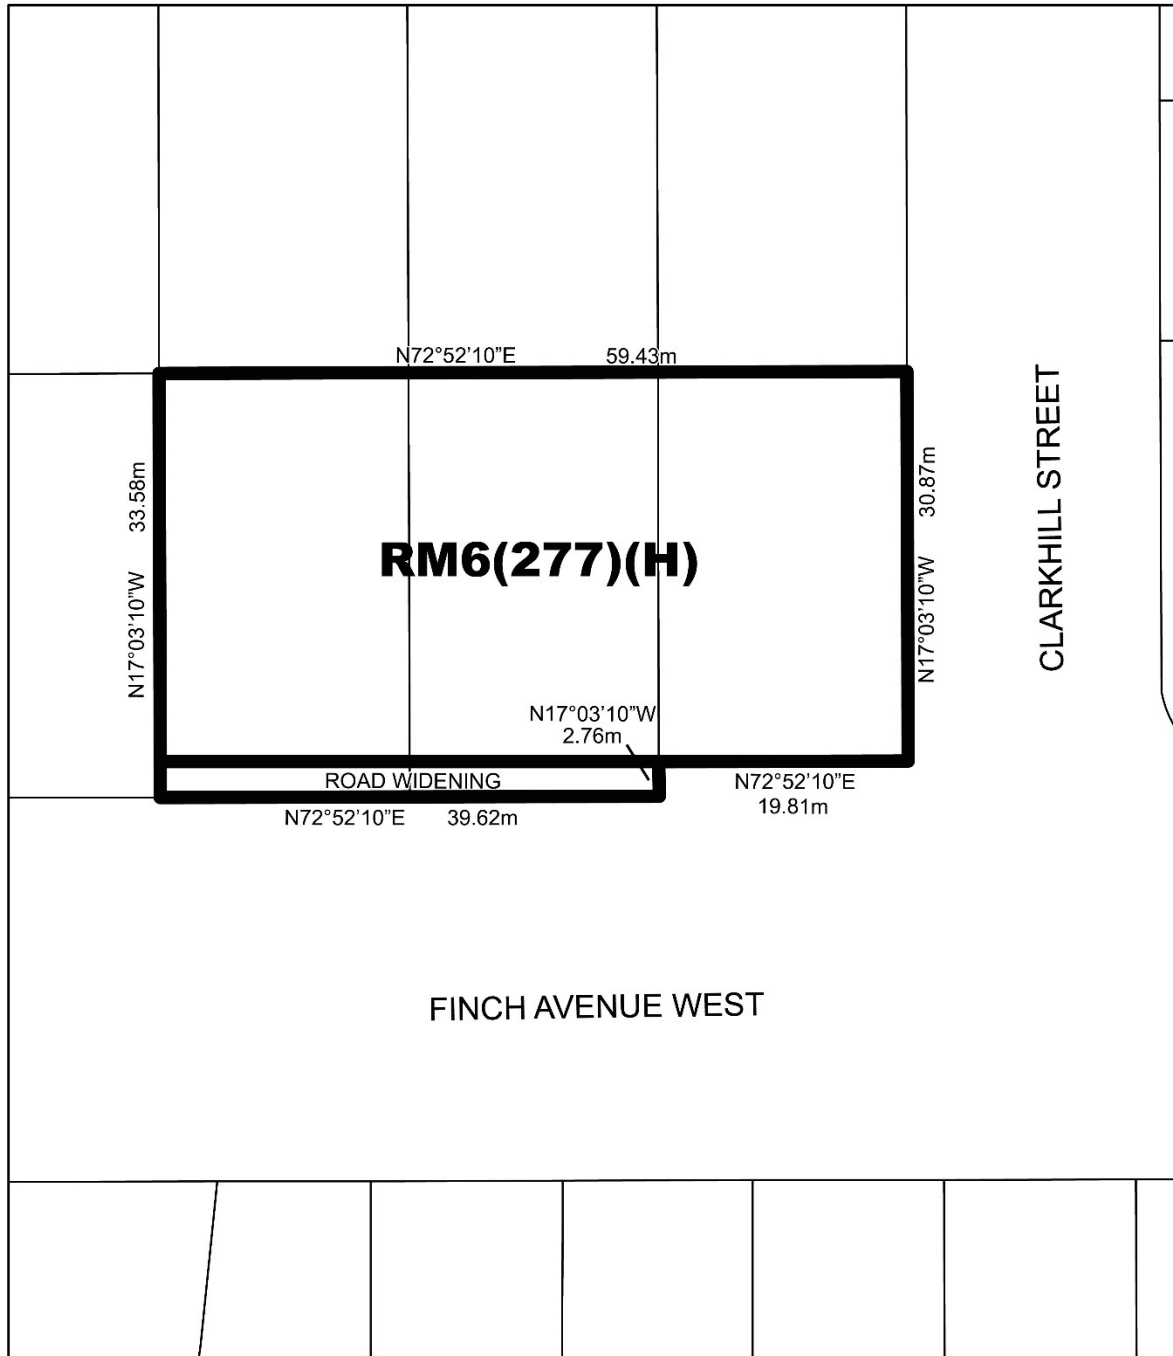 N72°52’10”E 59.43m
33.58m
N17°03’10”W
RM6(277)(H)
30.87m
N17°03’10”W
CLARKHILL STREET
N17°03’10”W
2.76m
ROAD WIDENING
N72°52’10”E
19.81m
N72°52’10”E 39.62m
FINCH AVENUE WEST